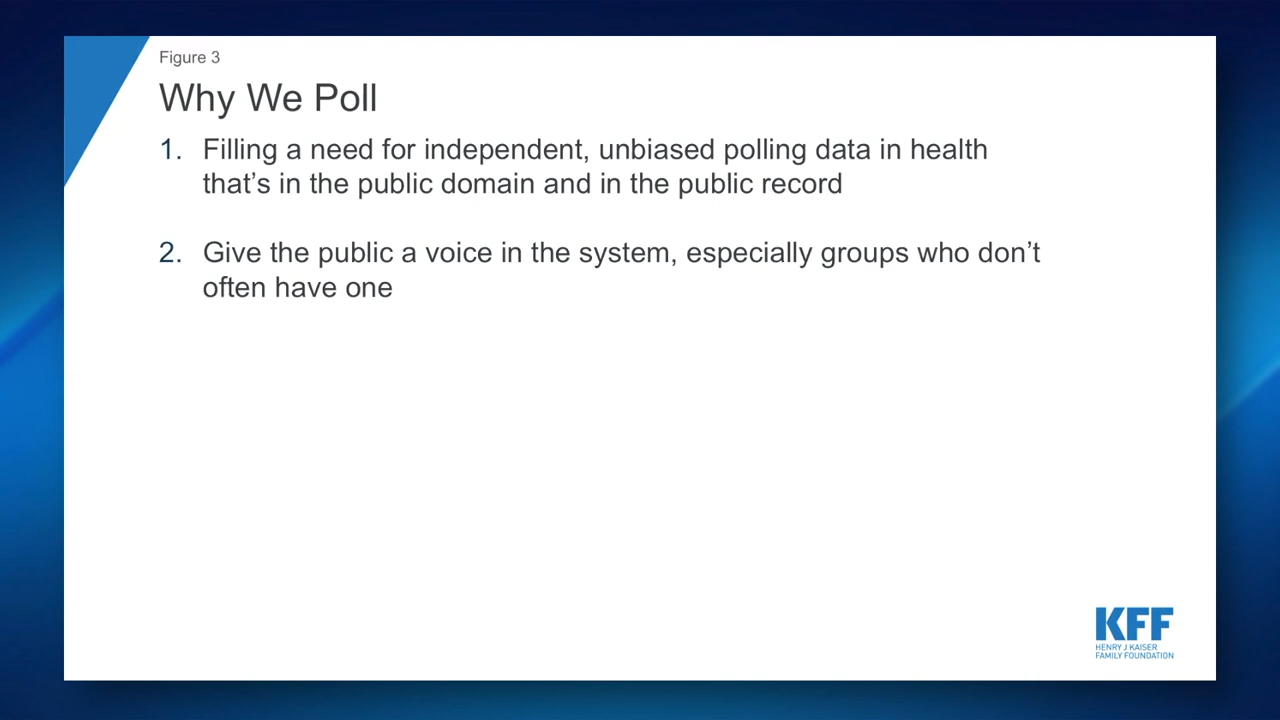 Figure 3
Why We Poll
1. Filling a need for independent, unbiased polling data in health
that’s in the public domain and in the public record
2. Give the public a voice in the system, especially groups who don’t
often have one
KFF
HENRY J KAISER
FAMILY FOUNDATION